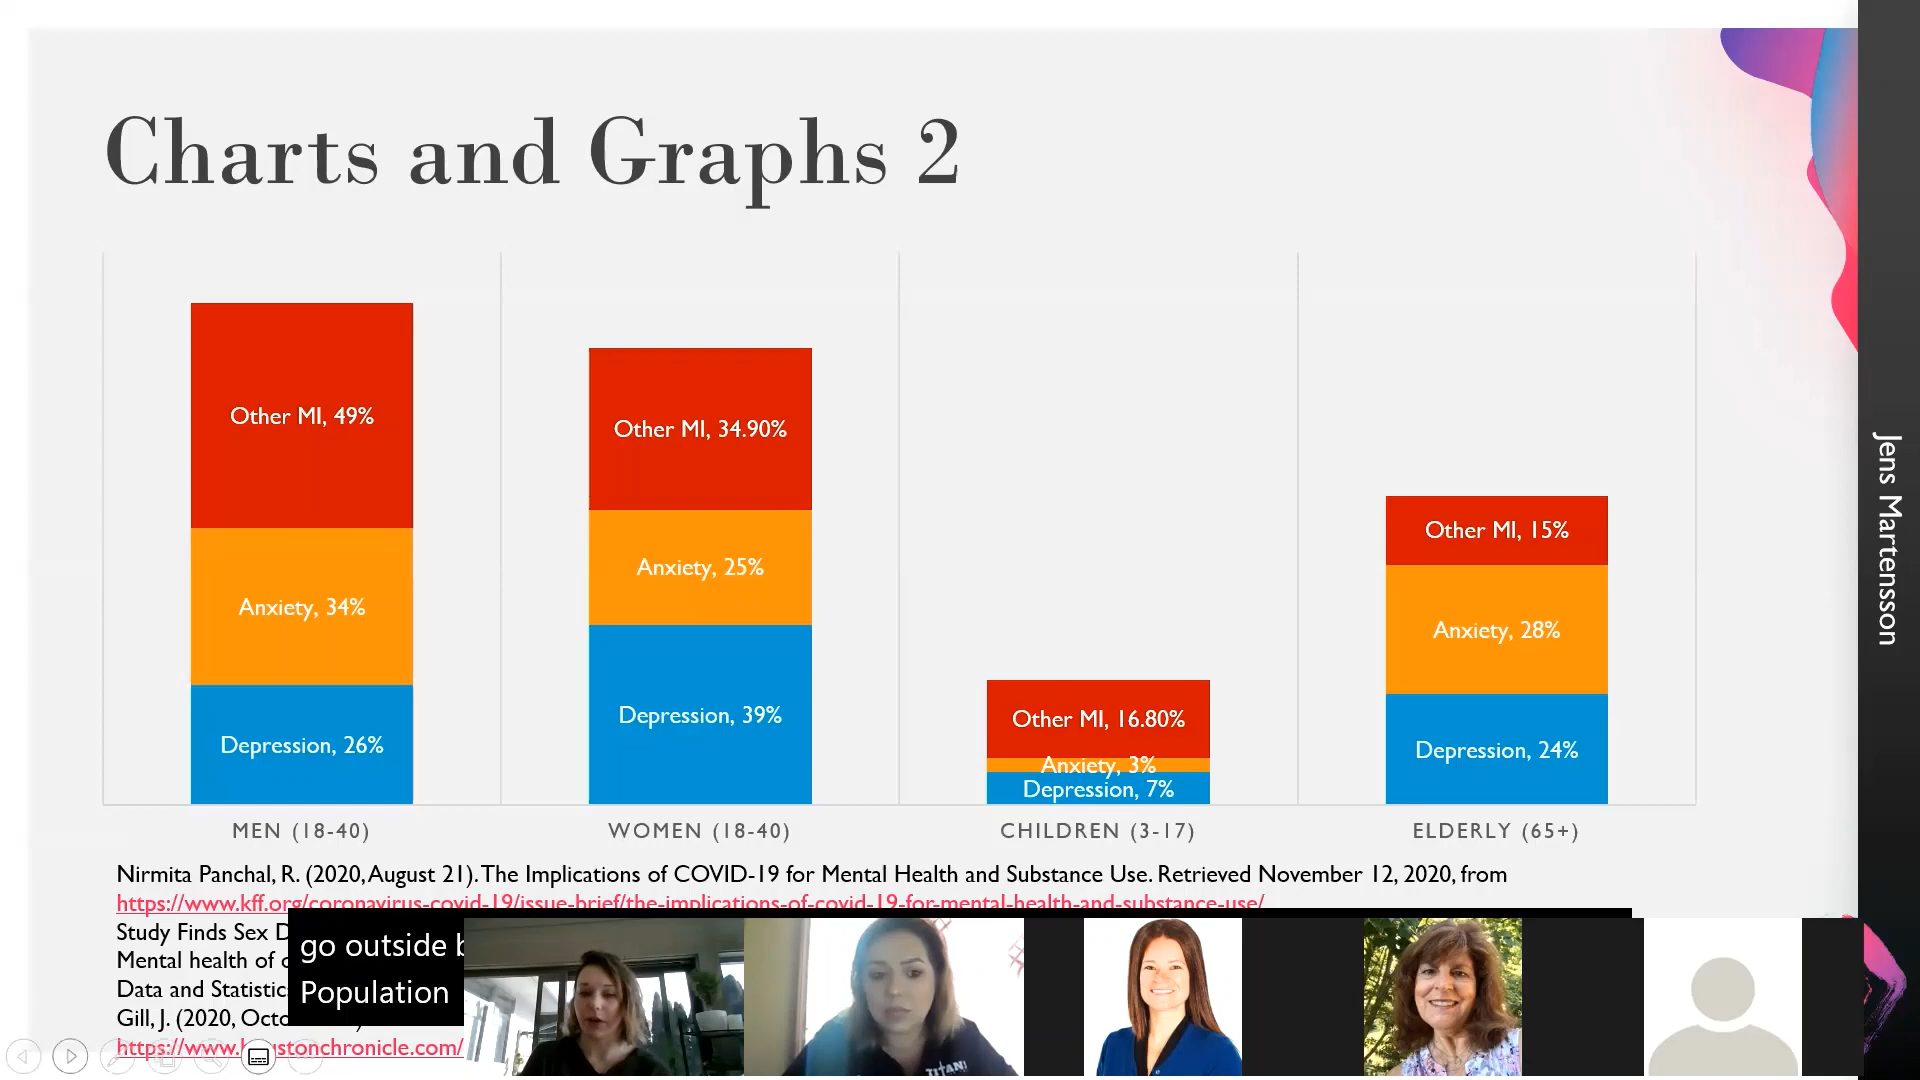 Charts and Graphs 2
Other MI, 49%
Anxiety, 34%
Depression, 26%
Other MI, 34.90%
Anxiety, 25%
Depression, 39%
Other MI, 16.80%
Anxiety, 3%
Depression, 7%
Other MI, 15%
Anxiety, 28%
Depression, 24%
MEN (18-40)
WOMEN (18-40)
CHILDREN (3-17)
ELDERLY (65+)
Nirmita Panchal, R. (2020, August 21). The Implications of COVID-19 for Mental Health and Substance Use. Retrieved November 12, 2020, from
https://www.kff.org/coronavirus-covid-19/issue-brief/the-implications-of-covid-19-for-mental-health-and-substance-use/
Study Finds Sex
Mental health of
Data and
Gill, J. (2020,
https://www.houstonchronicle.com/
go outside
Population
Jens Martensson
TITAN